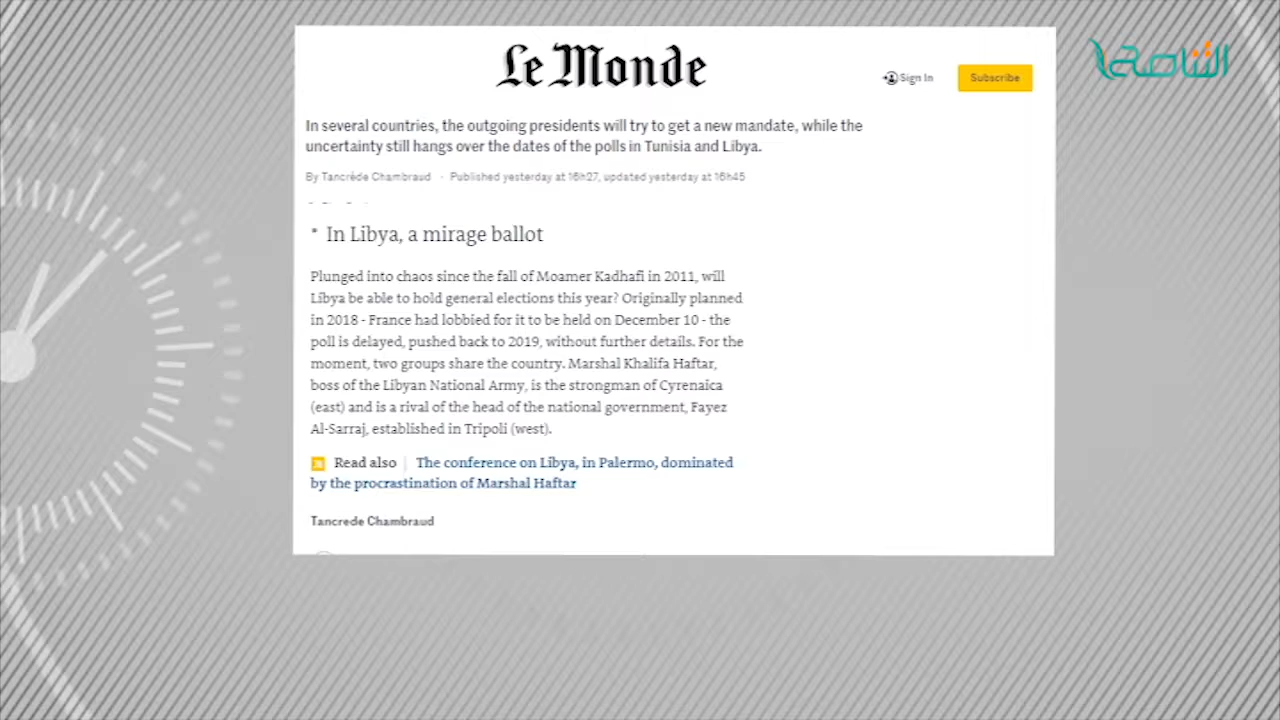 Le Monde
Sign In
Subscribe
التناصح
In several countries, the outgoing presidents will try to get a new mandate, while the
uncertainty still hangs over the dates of the polls in Tunisia and Libya.
By Tancrède Chambraud · Published yesterday at 16h27, updated yesterday at 16h45
* In Libya, a mirage ballot
Plunged into chaos since the fall of Moamer Kadhafi in 2011, will
Libya be able to hold general elections this year? Originally planned
in 2018 - France had lobbied for it to be held on December 10 - the
poll is delayed, pushed back to 2019, without further details. For the
moment, two groups share the country. Marshal Khalifa Haftar,
boss of the Libyan National Army, is the strongman of Cyrenaica
(east) and is a rival of the head of the national government, Fayez
Al-Sarraj, established in Tripoli (west).
Read also | The conference on Libya, in Palermo, dominated
by the procrastination of Marshal Haftar
Tancrede Chambraud